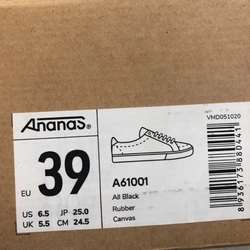 Ananas®
VMD051020
EU 39
A61001
All Black
Rubber
Canvas
US 6.5 JP 25.0
UK 5.5 CM 24.5
8936173880441